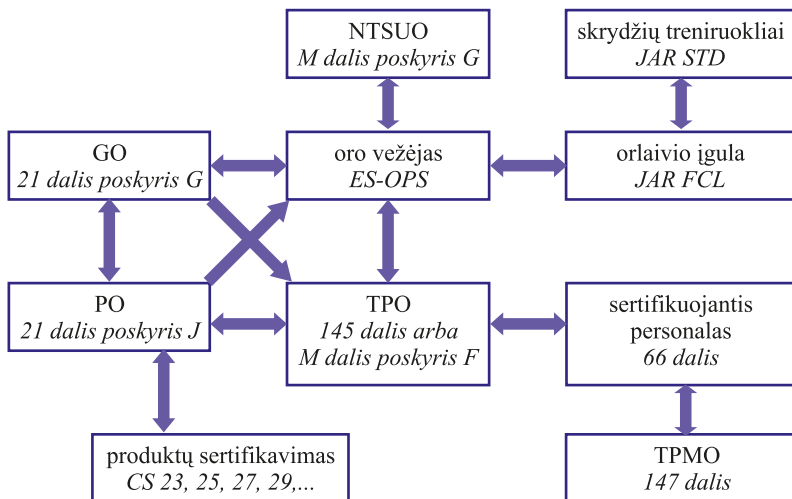 NTSUO
M dalis poskyris G
skrydžių treniruokliai
JAR STD
GO
21 dalis poskyris G
oro vežėjas
ES-OPS
orlaivio įgula
JAR FCL
PO
21 dalis poskyris J
TPO
145 dalis arba
M dalis poskyris F
sertifikuojantis
personalas
66 dalis
produktų sertifikavimas
CS 23, 25, 27, 29,...
TPMO
147 dalis